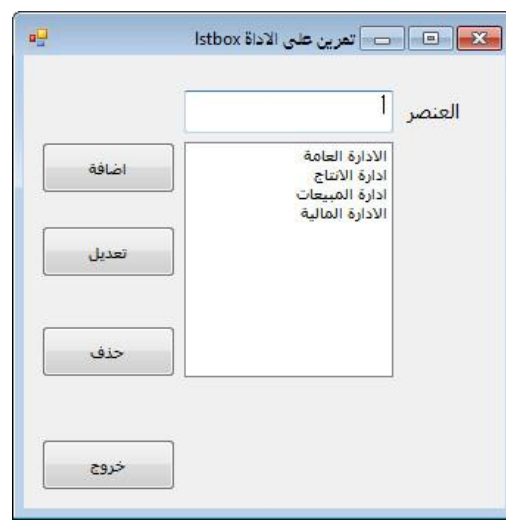 تمرين على الاداة lstbox
العنصر
1
الادارة العامة
ادارة الانتاج
ادارة المبيعات
الادارة المالية
اضافة
تعديل
حذف
خروج